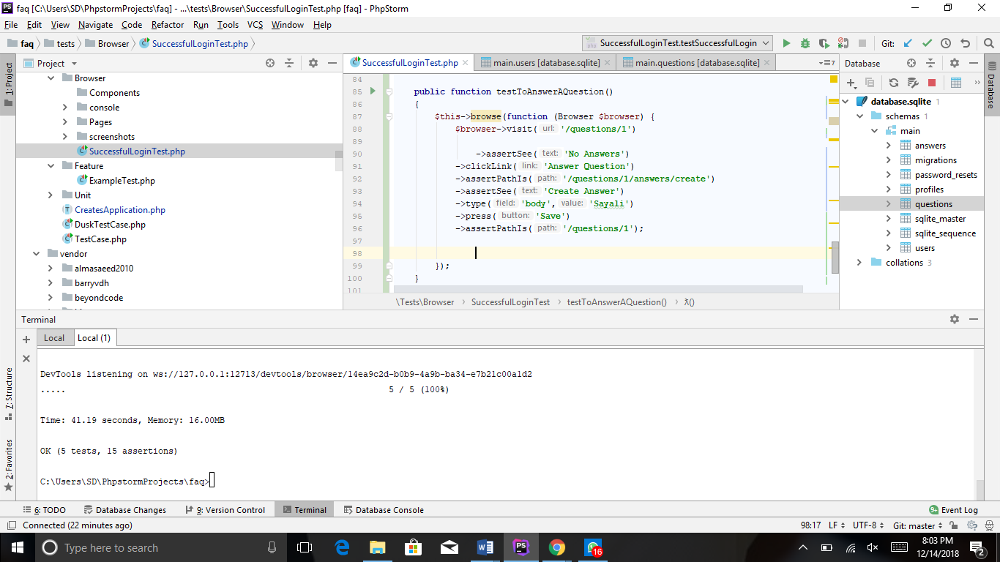 faq [C:\Users\SD\PhpstormProjects\faq] - ...\tests\Browser\SuccessfulLoginTest.php [faq] - PhpStorm
File Edit View Navigate Code Refactor Run Tools VCS Window Help
faq tests Browser SuccessfulLoginTest.php SuccessfulLoginTest.testSuccessfulLogin Git:
1: Project
Project
Browser
Components
console
Pages
screenshots
SuccessfulLoginTest.php
Feature
ExampleTest.php
Unit
CreatesApplication.php
DuskTestCase.php
TestCase.php
vendor
almasaeed2010
barryvdh
beyondcode
SuccessfulLoginTest.php main.users [database.sqlite] main.questions [database.sqlite] 7
84
85 public function testToAnswerAQuestion()
86 {
87 $this->browse(function (Browser $browser) {
88 $browser->visit( url: '/questions/1')
89
90 ->assertSee( text: 'No Answers')
91 ->clickLink( link: 'Answer Question')
92 ->assertPathIs( path: '/questions/1/answers/create')
93 ->assertSee( text: 'Create Answer')
94 ->type( field: 'body', value: 'Sayali')
95 ->press( button: 'Save')
96 ->assertPathIs( path: '/questions/1');
97
98
99 });
100 }
101
\Tests\Browser SuccessfulLoginTest testToAnswerAQuestion() λ()
Database
database.sqlite 1
schemas 1
main
answers
migrations
password_resets
profiles
questions
sqlite_master
sqlite_sequence
users
collations 3
Database
Terminal
Local Local (1)
DevTools listening on ws://127.0.0.1:12713/devtools/browser/14ea9c2d-b0b9-4a9b-ba34-e7b21c00a1d2
..... 5 / 5 (100%)
Time: 41.19 seconds, Memory: 16.00MB
OK (5 tests, 15 assertions)
C:\Users\SD\PhpstormProjects\faq>
7: Structure
2: Favorites
6: TODO Database Changes 9: Version Control Terminal Database Console 9+ Event Log
Connected (22 minutes ago) 98:17 LF UTF-8 Git: master
Type here to search 16 8:03 PM
12/14/2018 2